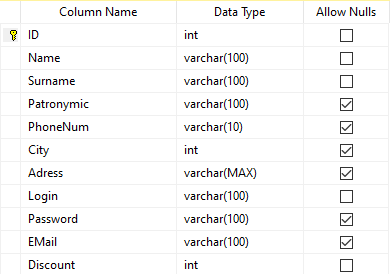 Column Name Data Type Allow Nulls
ID int
Name varchar(100)
Surname varchar(100)
Patronymic varchar(100)
PhoneNum varchar(10)
City int
Adress varchar(MAX)
Login varchar(100)
Password varchar(100)
EMail varchar(100)
Discount int